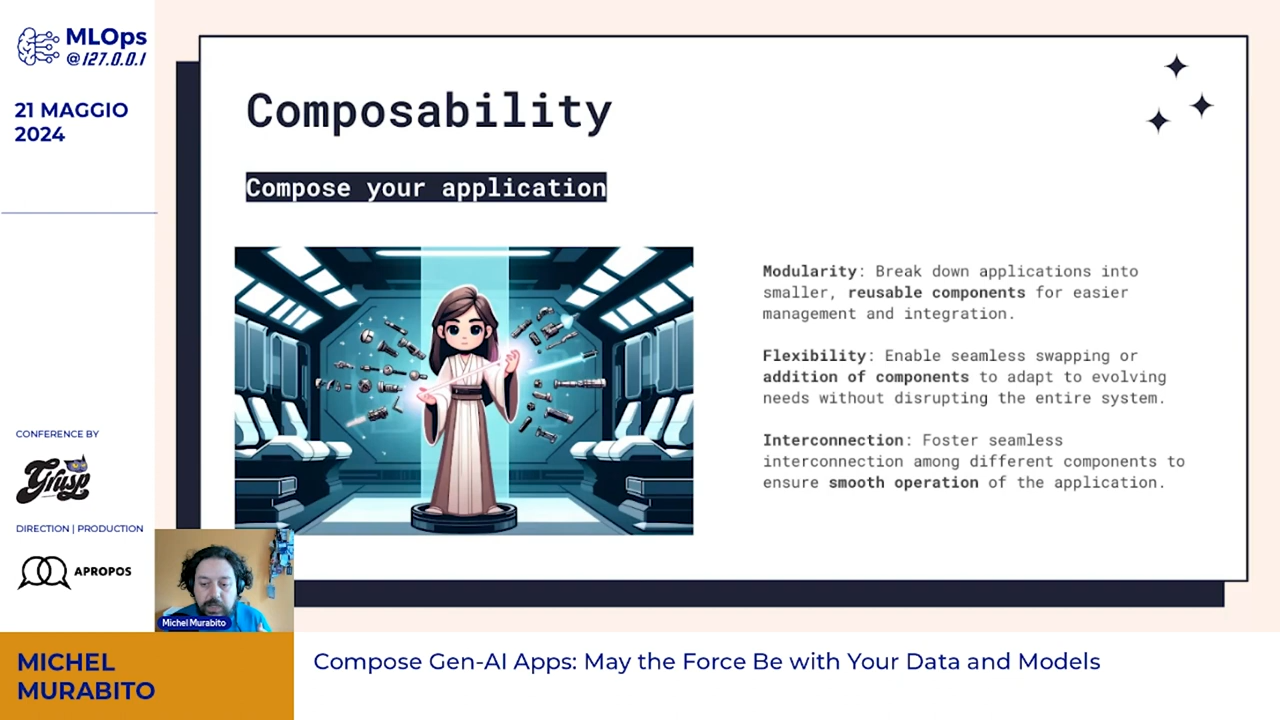 MLOps
@127.0.0.1
21 MAGGIO
2024
Composability
Compose your application
Modularity: Break down applications into
smaller, reusable components for easier
management and integration.
Flexibility: Enable seamless swapping or
addition of components to adapt to evolving
needs without disrupting the entire system.
Interconnection: Foster seamless
interconnection among different components to
ensure smooth operation of the application.
CONFERENCE BY
Grusp
DIRECTION | PRODUCTION
APROPOS
Michel Murabito
MICHEL
MURABITO
Compose Gen-AI Apps: May the Force Be with Your Data and Models